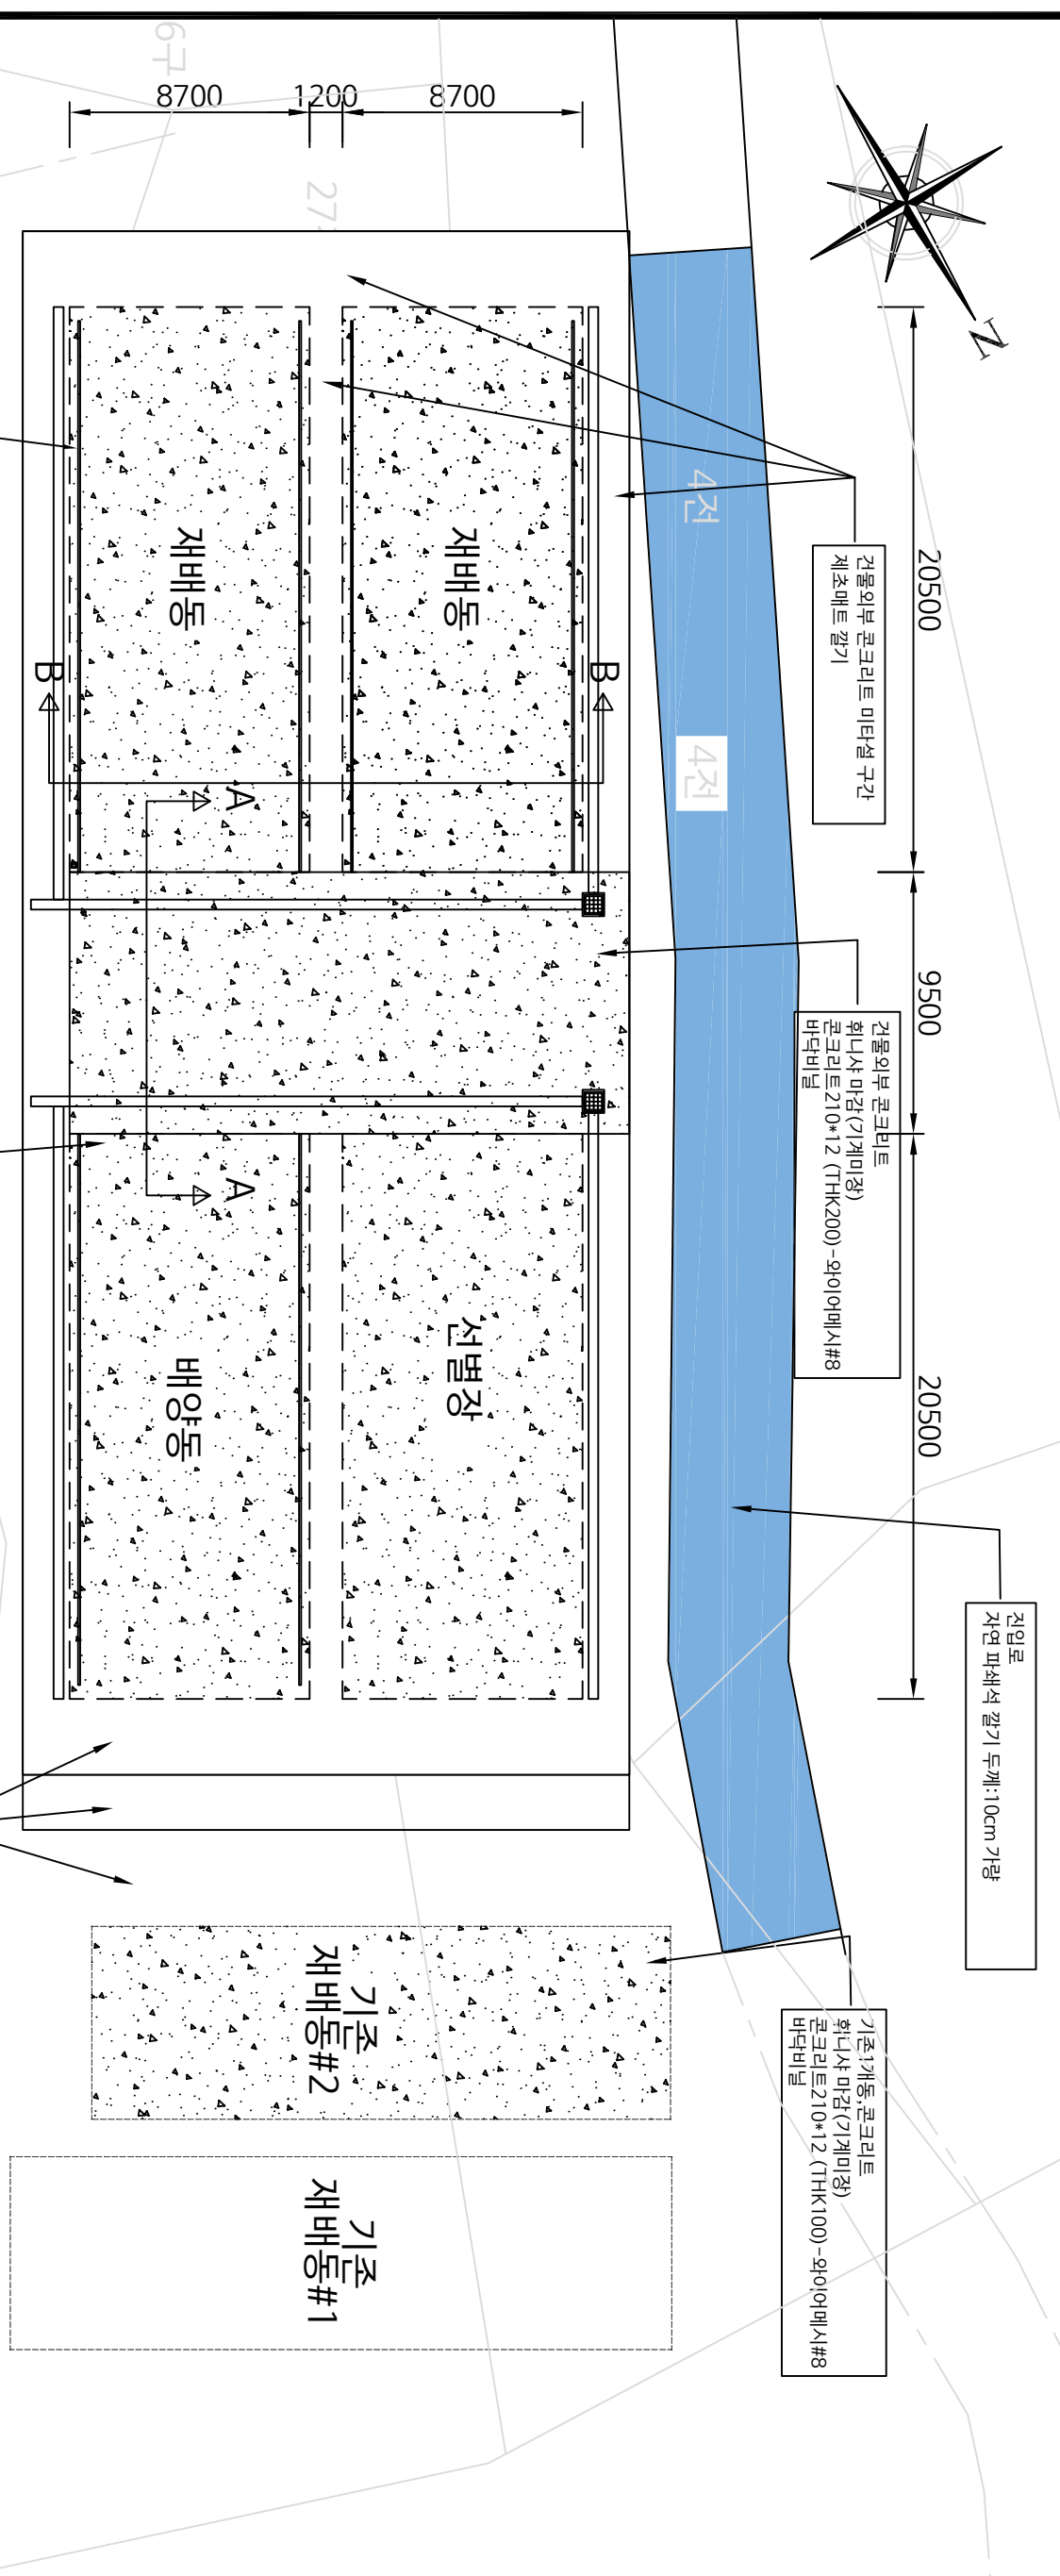 6구
8700
1200
8700
27
N
20500
9500
20500
4전
4전
건물외부 콘크리트 미타설 구간
제초매트 깔기
재배동
재배동
B
B
A
A
건물외부 콘크리트
휘니샤 마감(기계미장)
콘크리트210*12 (THK200)-와이어메시#8
바닥비닐
선별장
배양동
진입로
자연 파쇄석 깔기 두께:10cm 가량
기존1개동,콘크리트
휘니샤 마감(기계미장)
콘크리트210*12 (THK100)-와이어메시#8
바닥비닐
기존
재배동#2
기존
재배동#1